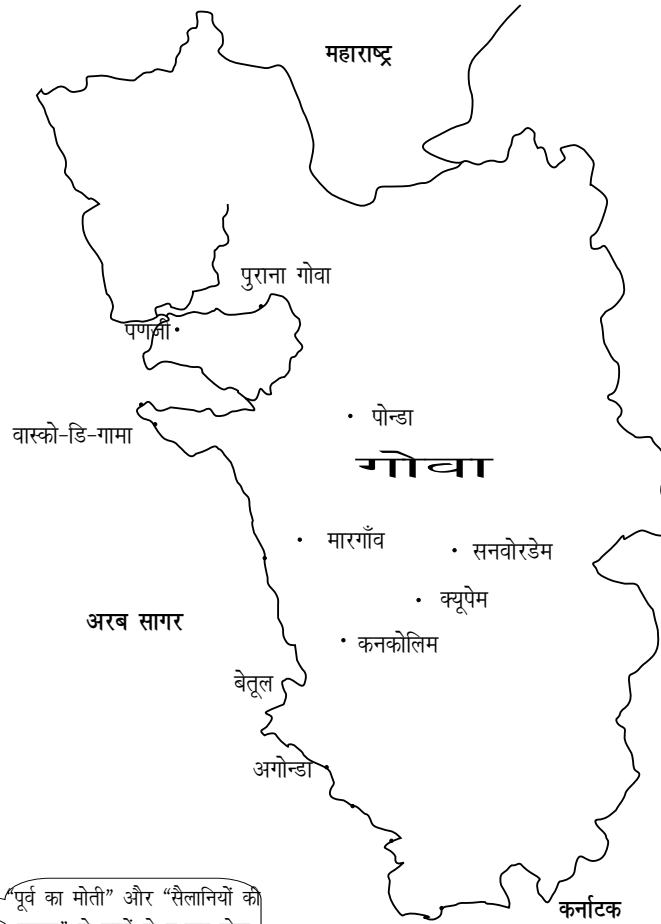 महाराष्ट्र
पुराना गोवा
पणजी
पोन्डा
वास्को-डि-गामा
गोवा
मारगाँव
सनवोरडेम
क्यूपेम
अरब सागर
कनकोलिम
बेतूल
अगोन्डा
“पूर्व का मोती” और “सैलानियों की
कर्नाटक